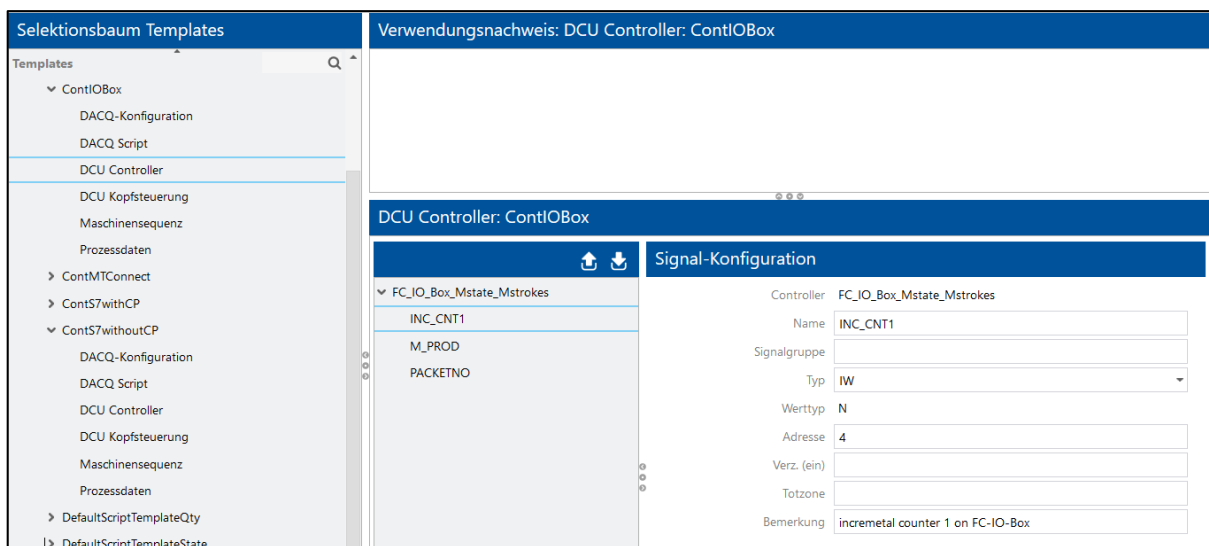 Selektionsbaum Templates
Templates
ContIOBox
DACQ-Konfiguration
DACQ Script
DCU Controller
DCU Kopfsteuerung
Maschinensequenz
Prozessdaten
ContMTConnect
ContS7withCP
ContS7withoutCP
DACQ-Konfiguration
DACQ Script
DCU Controller
DCU Kopfsteuerung
Maschinensequenz
Prozessdaten
DefaultScriptTemplateQty
DefaultScriptTemplateState
Verwendungsnachweis: DCU Controller: ContIOBox
DCU Controller: ContIOBox
FC_IO_Box_Mstate_Mstrokes
INC_CNT1
M_PROD
PACKETNO
Signal-Konfiguration
Controller FC_IO_Box_Mstate_Mstrokes
Name INC_CNT1
Signalgruppe
Typ IW
Werttyp N
Adresse 4
Verz. (ein)
Totzone
Bemerkung incremetal counter 1 on FC-IO-Box